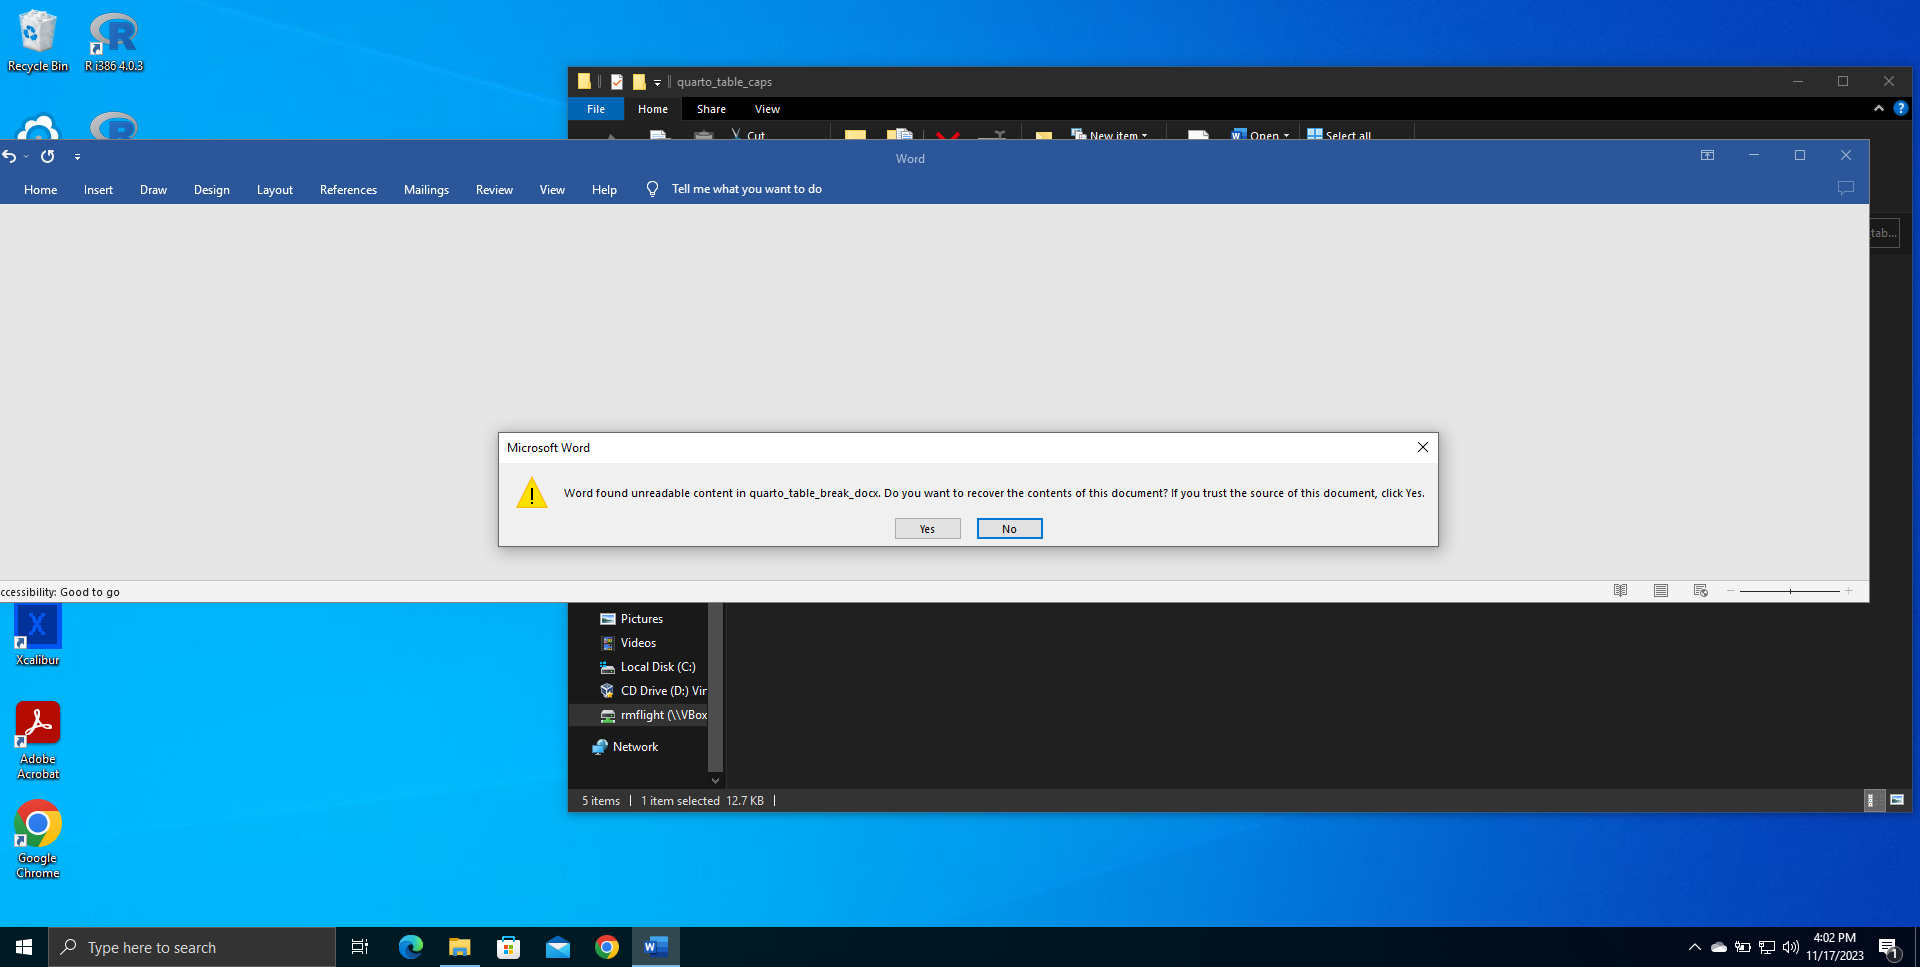 Recycle Bin
R i386 4.0.3
quarto_table_caps
File Home Share View
Cut
New item
Open
Select all
Word
Home Insert Draw Design Layout References Mailings Review View Help Tell me what you want to do
tab...
Microsoft Word
Word found unreadable content in quarto_table_break_docx. Do you want to recover the contents of this document? If you trust the source of this document, click Yes.
Yes No
ccessibility: Good to go
Xcalibur
Pictures
Videos
Local Disk (C:)
CD Drive (D:) Vir
rmflight (\\VBox
Network
Adobe
Acrobat
5 items 1 item selected 12.7 KB
Google
Chrome
Type here to search
4:02 PM
11/17/2023
1